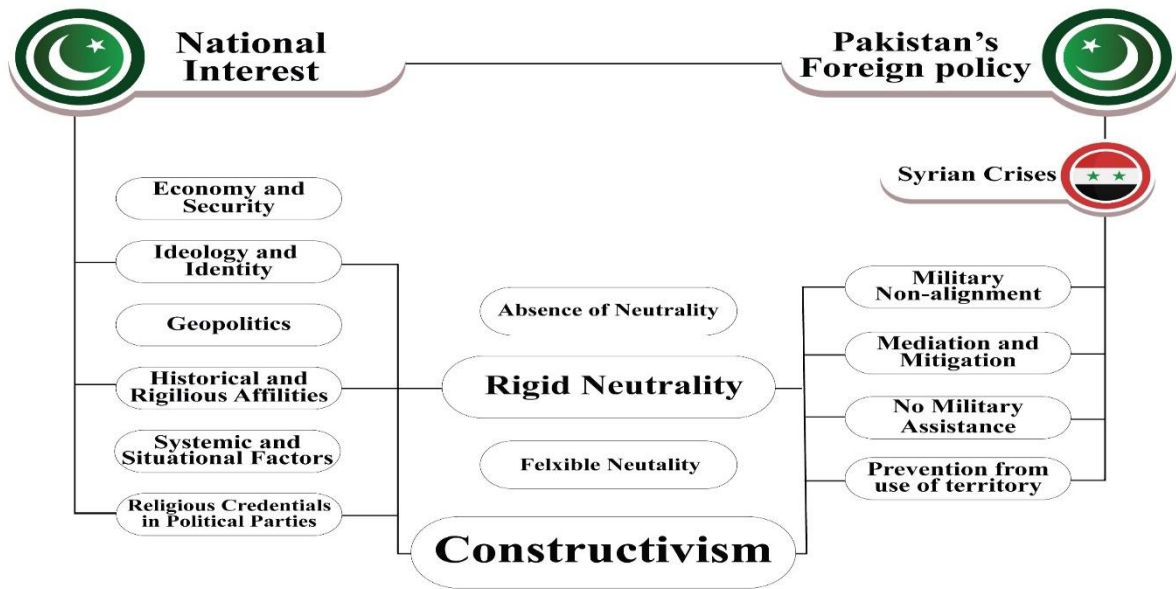 National
Interest
Pakistan's
Foreign policy
Syrian Crises
Economy and
Security
Ideology and
Identity
Geopolitics
Historical and
Rigilious Affilities
Systemic and
Situational Factors
Religious Credentials
in Political Parties
Absence of Neutrality
Rigid Neutrality
Felxible Neutality
Constructivism
Military
Non-alignment
Mediation and
Mitigation
No Military
Assistance
Prevention from
use of territory